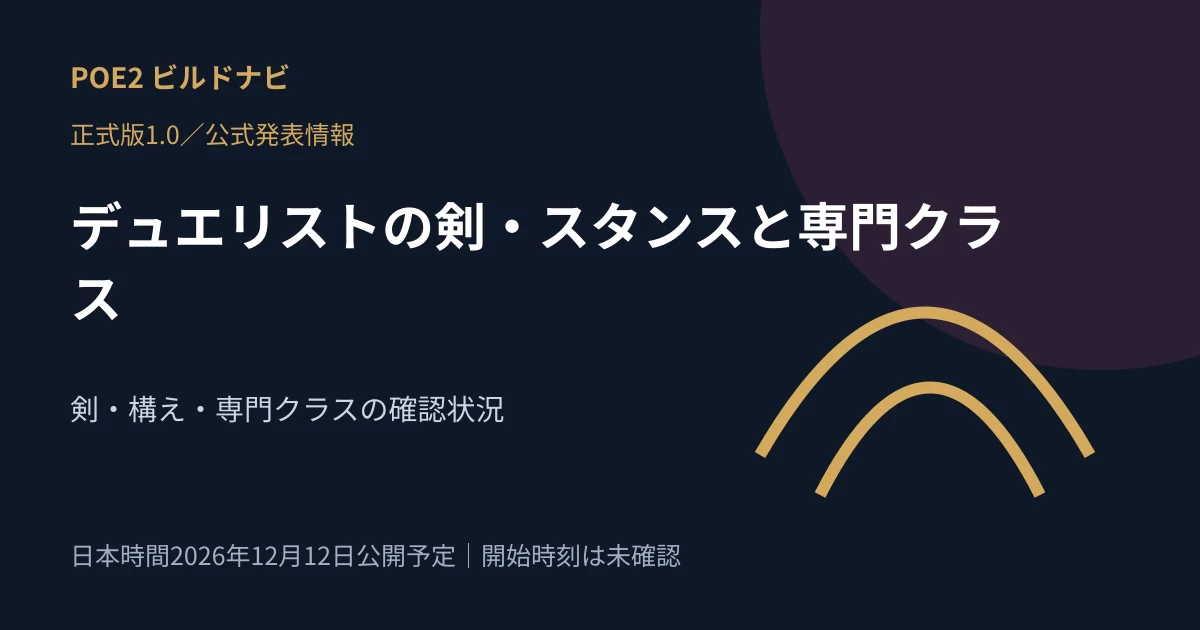 POE2 ビルドナビ
正式版1.0／公式発表情報
デュエリストの剣・スタンスと専門クラ
ス
剣・構え・専門クラスの確認状況
日本時間2026年12月12日公開予定｜開始時刻は未確認